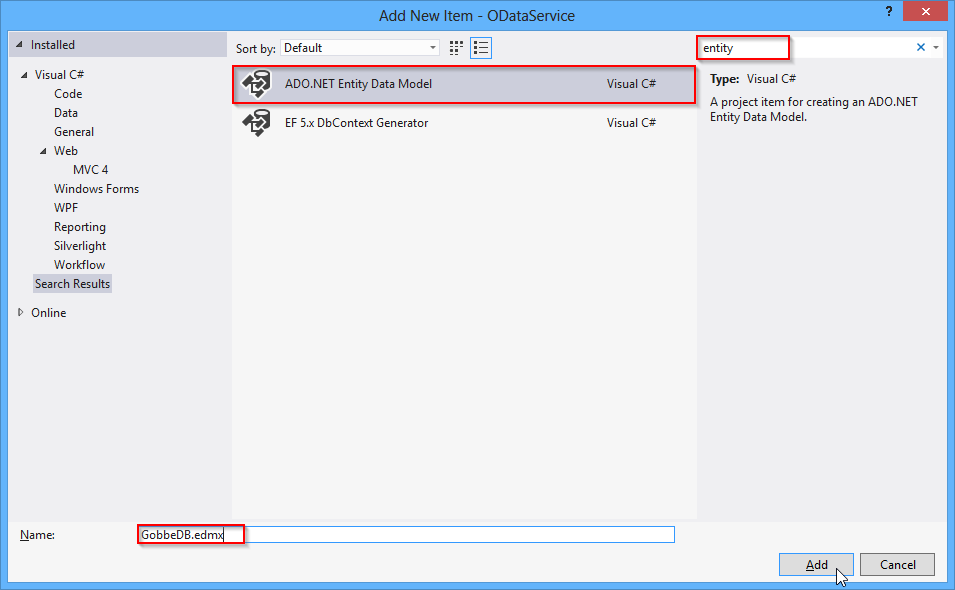 Add New Item - ODataService
?
Installed
Sort by: Default
entity
Visual C#
Code
Data
General
Web
MVC 4
Windows Forms
WPF
Reporting
Silverlight
Workflow
Search Results
Online
ADO.NET Entity Data Model Visual C#
EF 5.x DbContext Generator Visual C#
Type: Visual C#
A project item for creating an ADO.NET
Entity Data Model.
Name: GobbeDB.edmx
Add Cancel